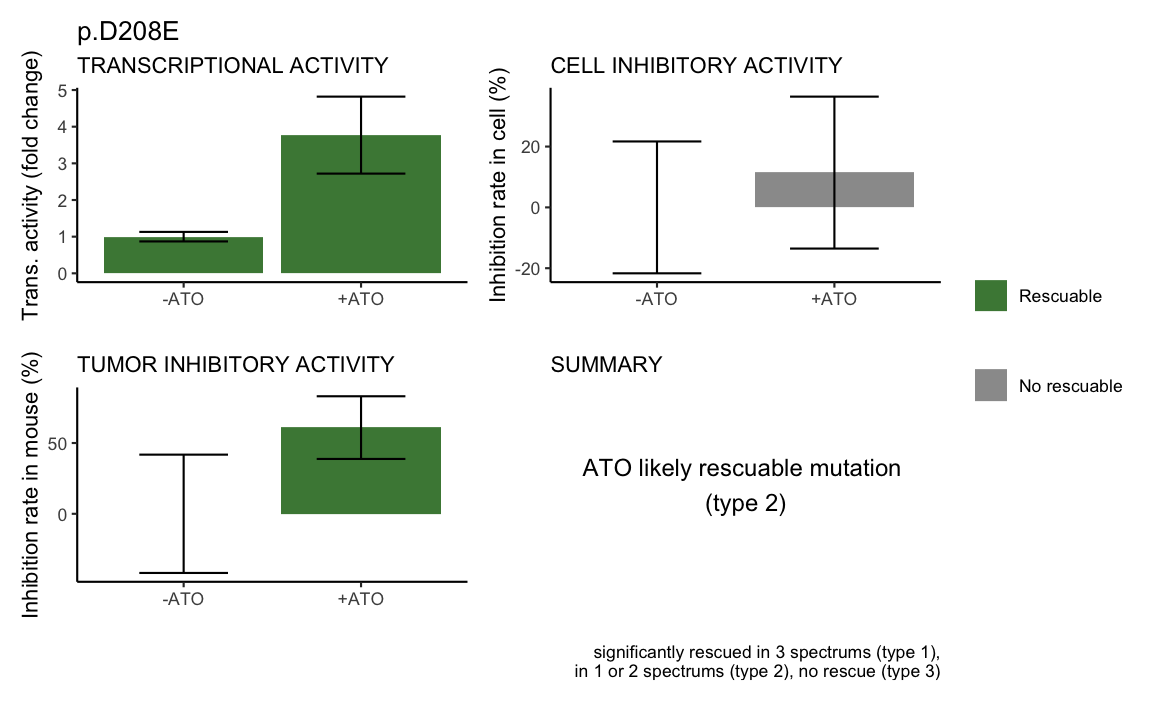 p.D208E
TRANSCRIPTIONAL ACTIVITY
Trans. activity (fold change)
5
4
3
2
1
0
-ATO
+ATO
CELL INHIBITORY ACTIVITY
Inhibition rate in cell (%)
20
0
-20
-ATO
+ATO
Rescuable
No rescuable
TUMOR INHIBITORY ACTIVITY
Inhibition rate in mouse (%)
50
0
-ATO
+ATO
SUMMARY
ATO likely rescuable mutation
(type 2)
significantly rescued in 3 spectrums (type 1),
in 1 or 2 spectrums (type 2), no rescue (type 3)